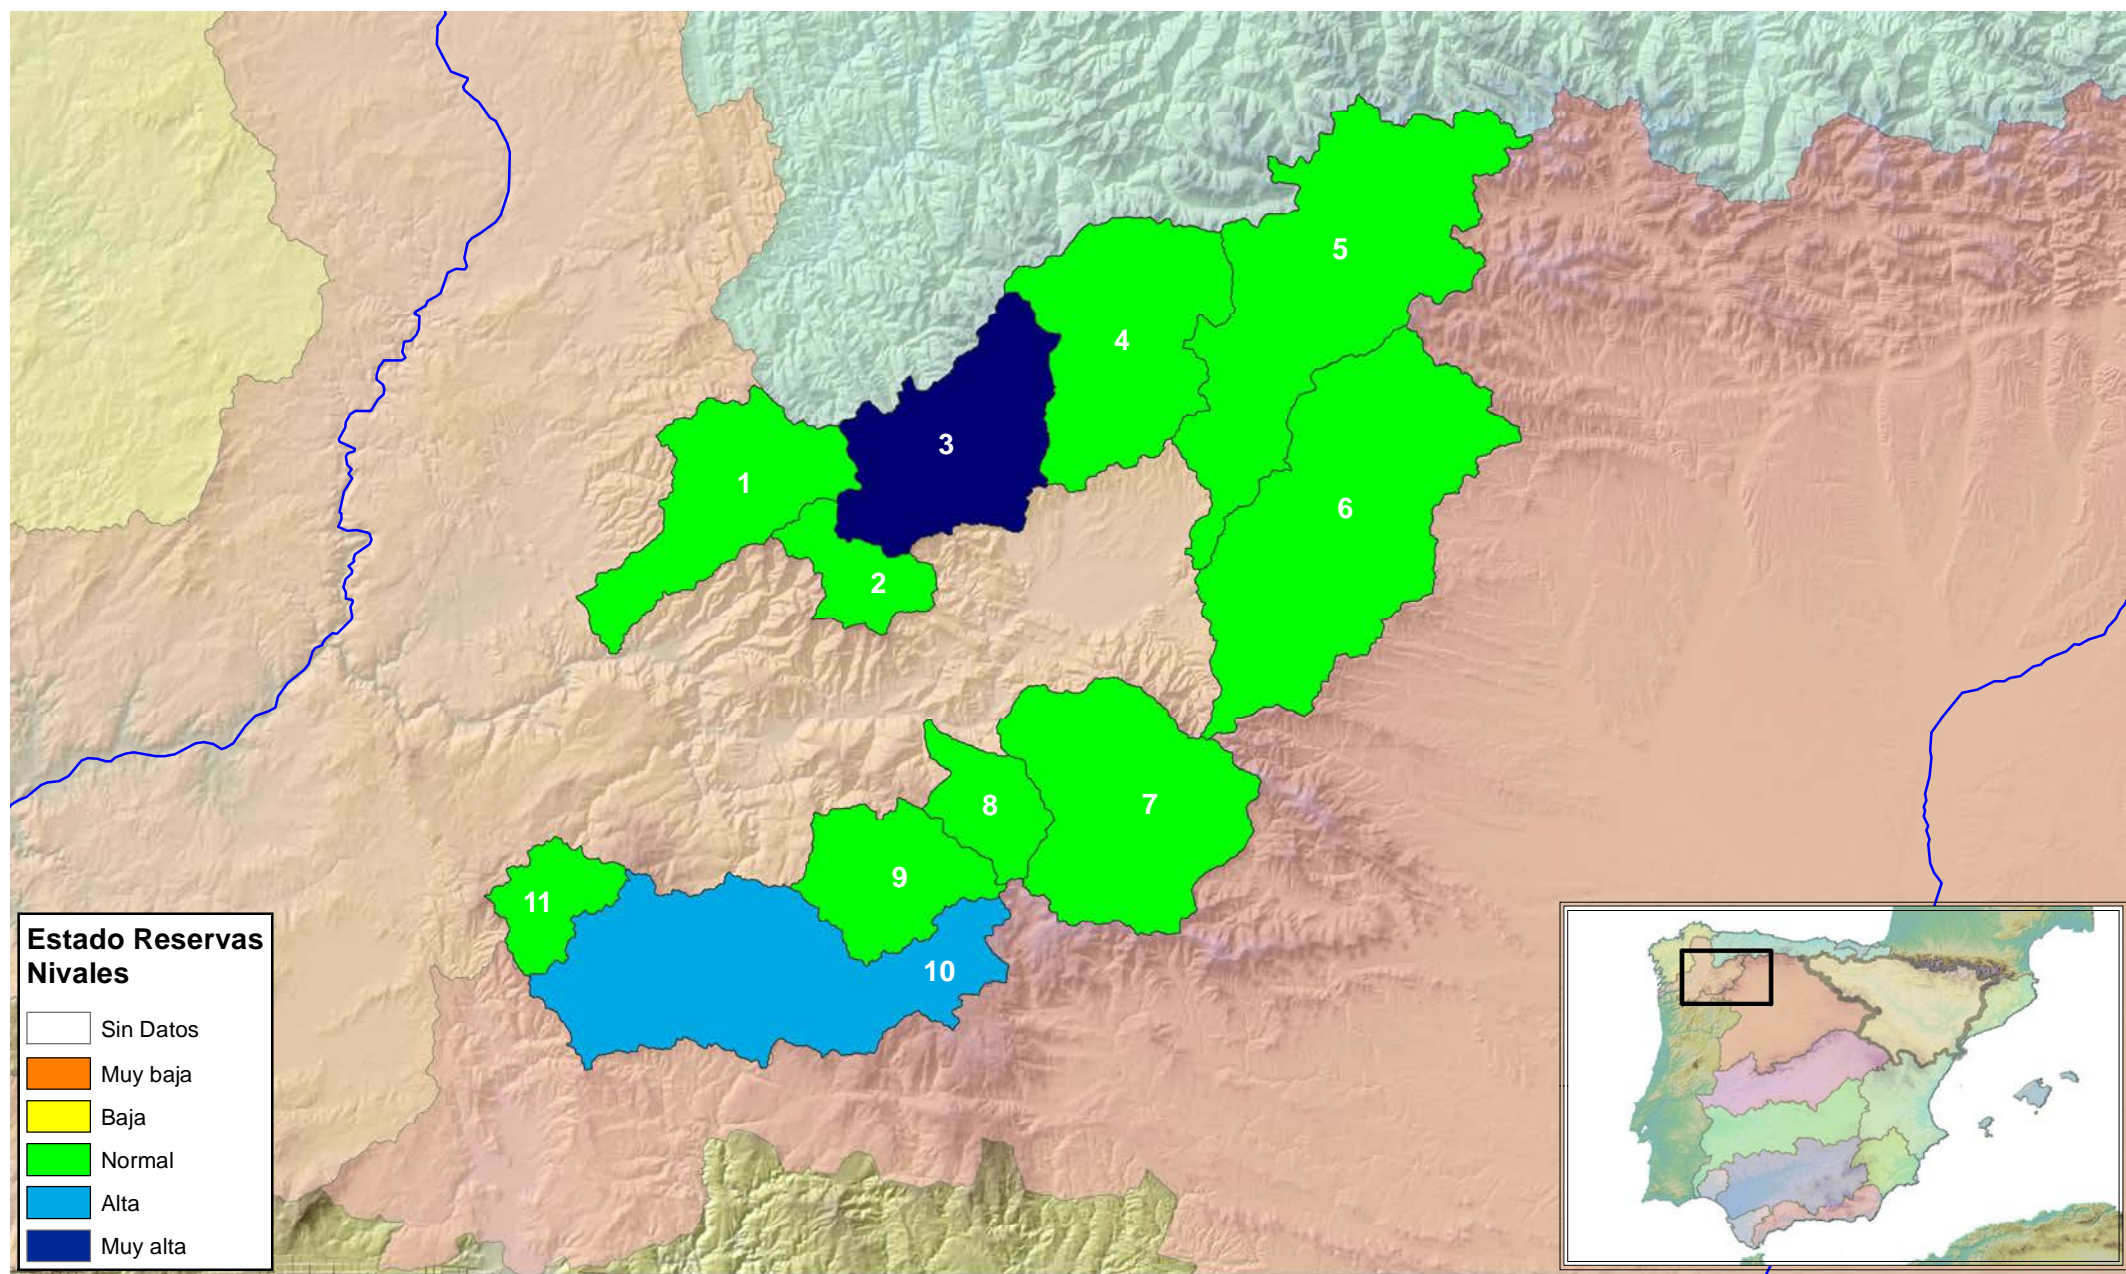 5
4
3
1
6
2
8
7
9
11
10
Estado Reservas
Nivales
Sin Datos
Muy baja
Baja
Normal
Alta
Muy alta